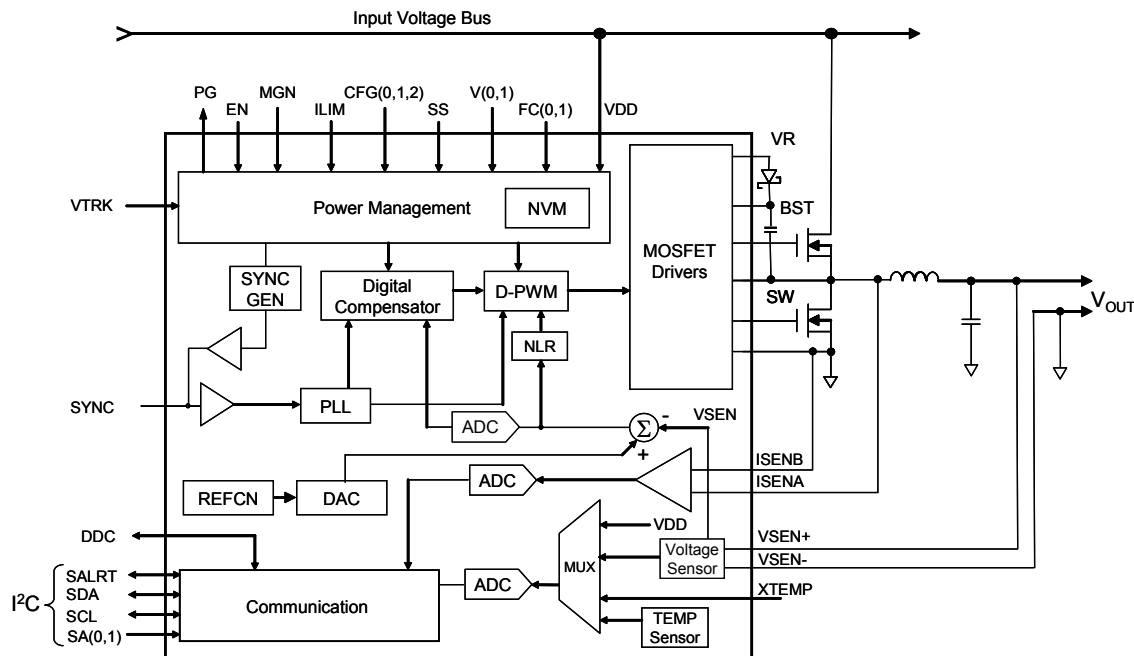 Input Voltage Bus
PG
EN
MGN
ILIM
CFG(0,1,2)
SS
V(0,1)
FC(0,1)
VDD
VR
VTRK
Power Management
NVM
BST
MOSFET
Drivers
SYNC
GEN
Digital
Compensator
D-PWM
SW
VOUT
NLR
SYNC
PLL
ADC
Σ
-
+
VSEN
ISENB
ISENA
REFCN
DAC
ADC
DDC
VDD
VSEN+
VSEN-
Voltage
Sensor
MUX
I²C
SALRT
SDA
SCL
SA(0,1)
Communication
ADC
XTEMP
TEMP
Sensor